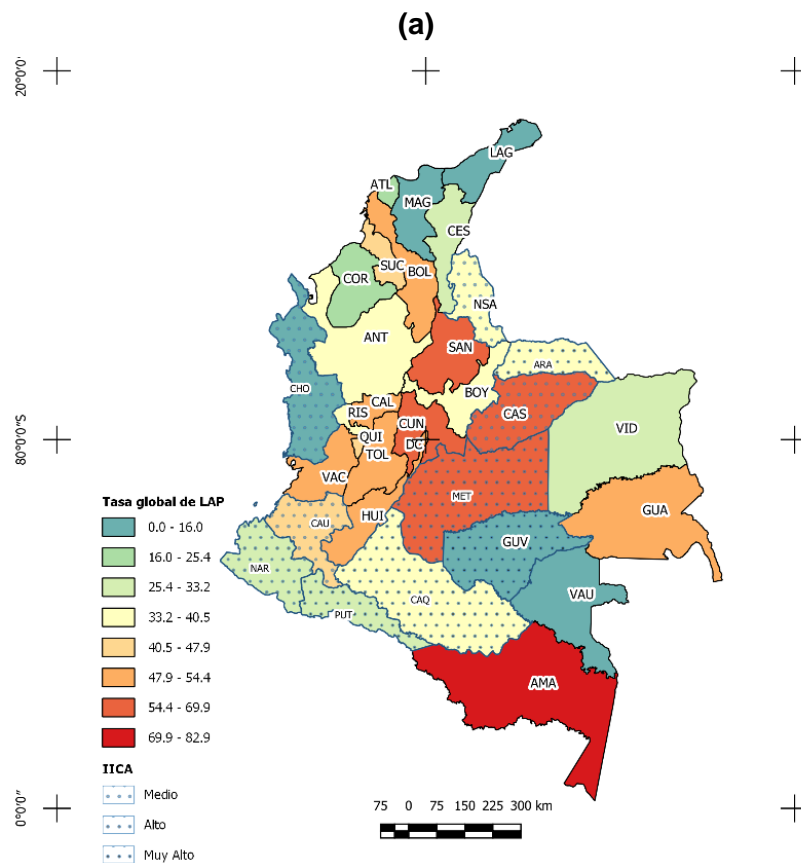 (a)
20°0'0.
LAG
ATL
MAG
CES
SUC
BOL
COR
NSA
ANT
SAN
ARA
CHO
BOY
CAL
CAS
RIS
CUN
VID
QUI
DC
TOL
VAC
MET
GUA
Tasa global de LAP
0.0 - 16.0
16.0 - 25.4
25.4 - 33.2
33.2 - 40.5
40.5 - 47.9
47.9 - 54.4
54.4 - 69.9
69.9 - 82.9
HUI
CAU
GUV
NAR
VAU
CAQ
PUT
AMA
IICA
Medio
Alto
Muy Alto
80°0'0"S
0°0'0"
75 0 75 150 225 300 km